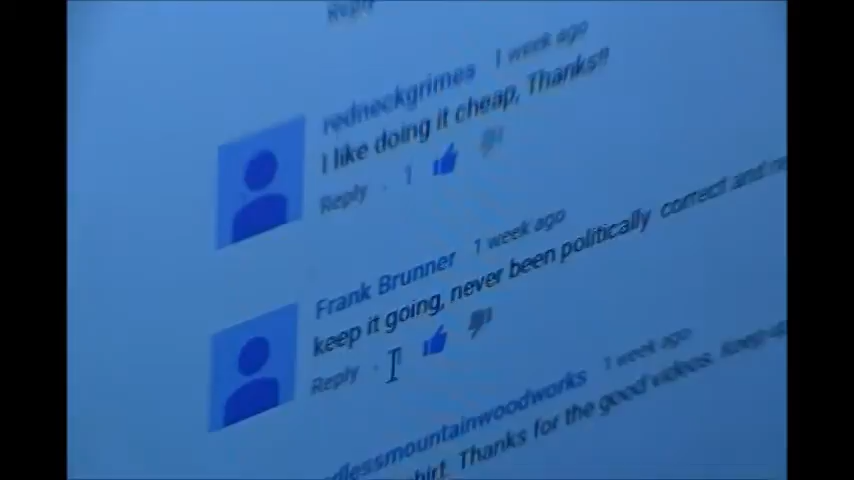 Reply
redneckgrimes 1 week ago
I like doing it cheap, Thanks!!
Reply · 1
Frank Brunner 1 week ago
keep it going, never been politically correct and
Reply ·
1 week ago
Thanks for the good videos. Keep